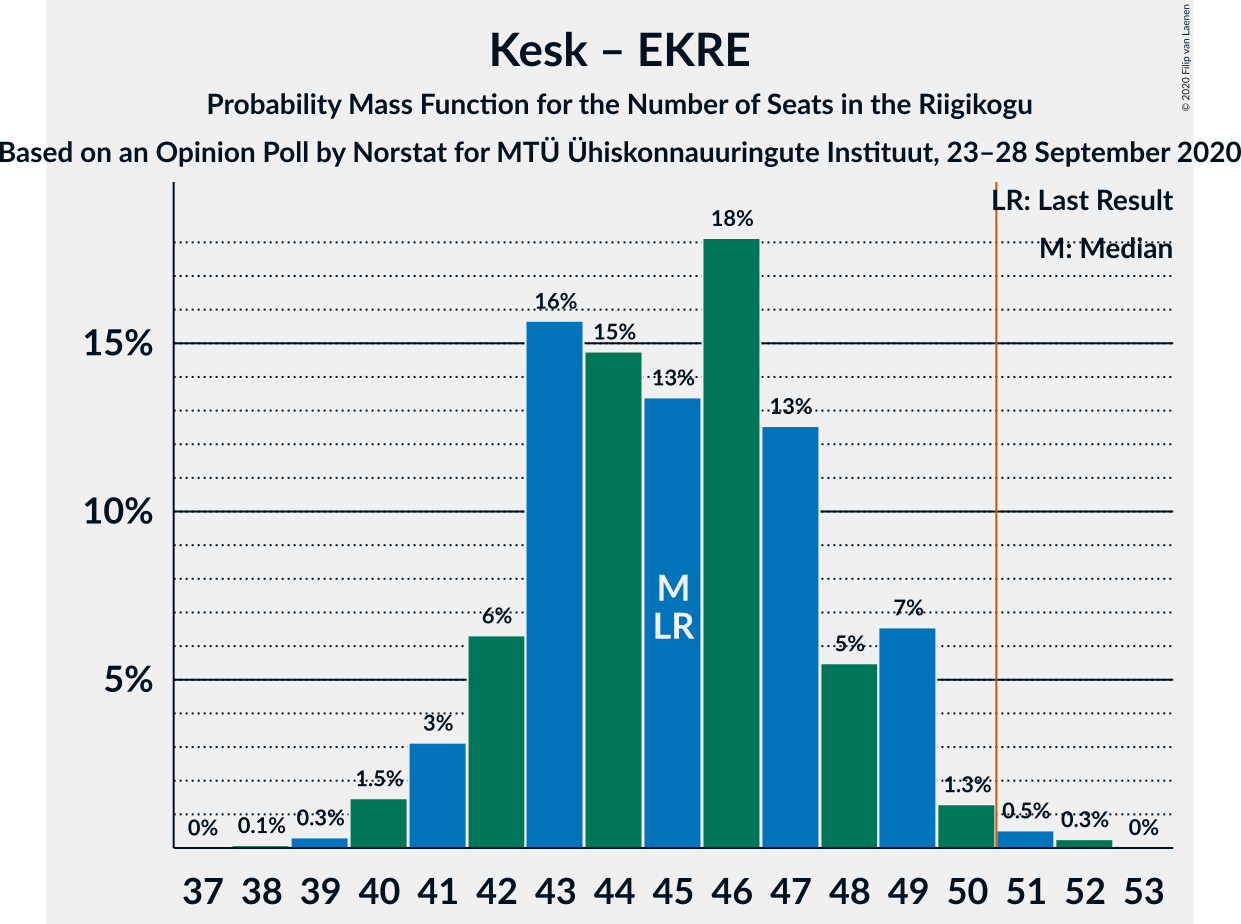 Kesk – EKRE
Probability Mass Function for the Number of Seats in the Riigikogu
Based on an Opinion Poll by Norstat for MTÜ Ühiskonnauuringute Instituut, 23–28 September 2020
© 2020 Filip van Laenen
LR: Last Result
M: Median
18%
16%
15%
15%
13%
13%
10%
M
LR
7%
6%
5%
5%
3%
1.5%
1.3%
0%
0.1%
0.3%
0.5%
0.3%
0%
37 38 39 40 41 42 43 44 45 46 47 48 49 50 51 52 53